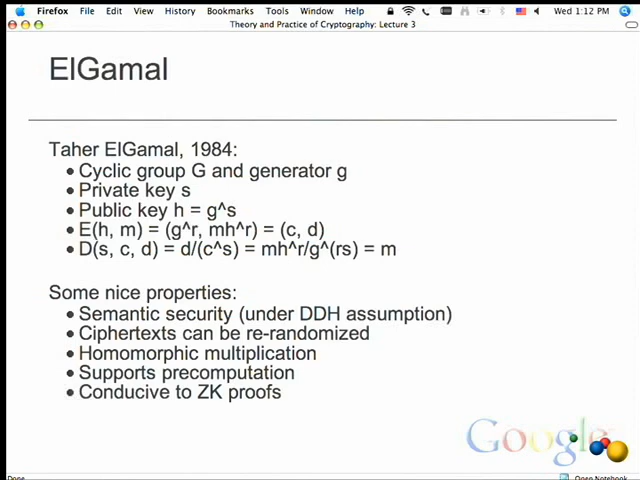 Firefox File Edit View History Bookmarks Tools Window Help Wed 1:12 PM
Theory and Practice of Cryptography: Lecture 3
ElGamal
Taher ElGamal, 1984:
• Cyclic group G and generator g
• Private key s
• Public key h = g^s
• E(h, m) = (g^r, mh^r) = (c, d)
• D(s, c, d) = d/(c^s) = mh^r/g^(rs) = m
Some nice properties:
• Semantic security (under DDH assumption)
• Ciphertexts can be re-randomized
• Homomorphic multiplication
• Supports precomputation
• Conducive to ZK proofs
Google
Done
Open Notebook